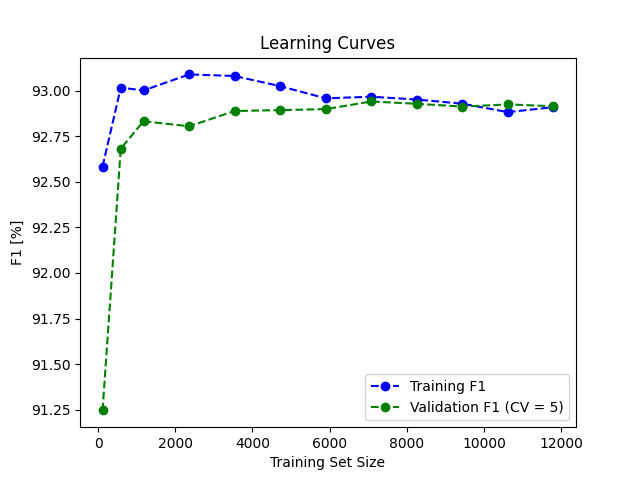 Learning Curves
F1 [%]
93.00
92.75
92.50
92.25
92.00
91.75
91.50
91.25
0 2000 4000 6000 8000 10000 12000
Training Set Size
Training F1
Validation F1 (CV = 5)